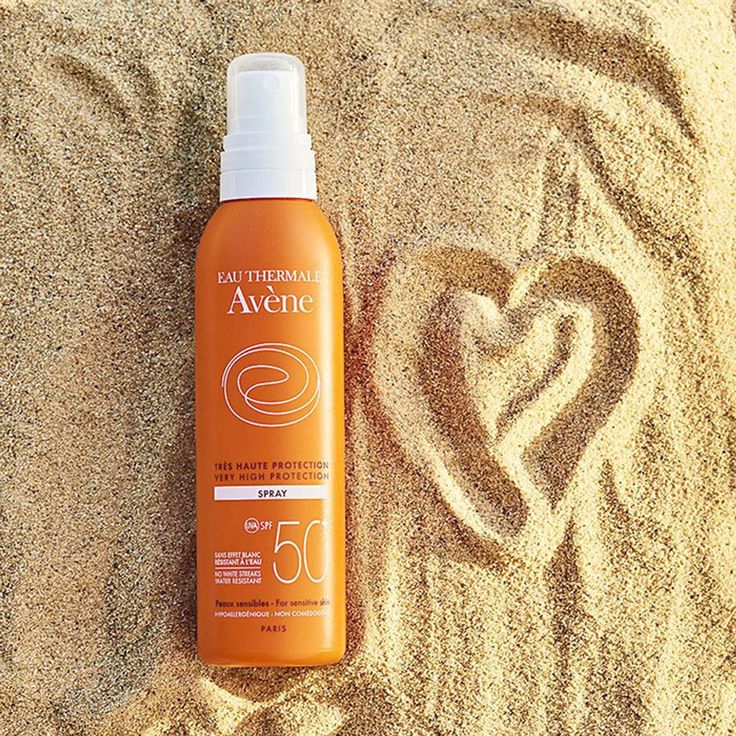 EAU THERMALE
Avène
TRÈS HAUTE PROTECTION
VERY HIGH PROTECTION
SPRAY
UVA SPF 50+
SANS EFFET BLANC
RÉSISTANT À L'EAU
NO WHITE STREAKS
WATER RESISTANT
Peaux sensibles - For sensitive skin
HYPOALLERGÉNIQUE - NON COMÉDOGÈNE
PARIS